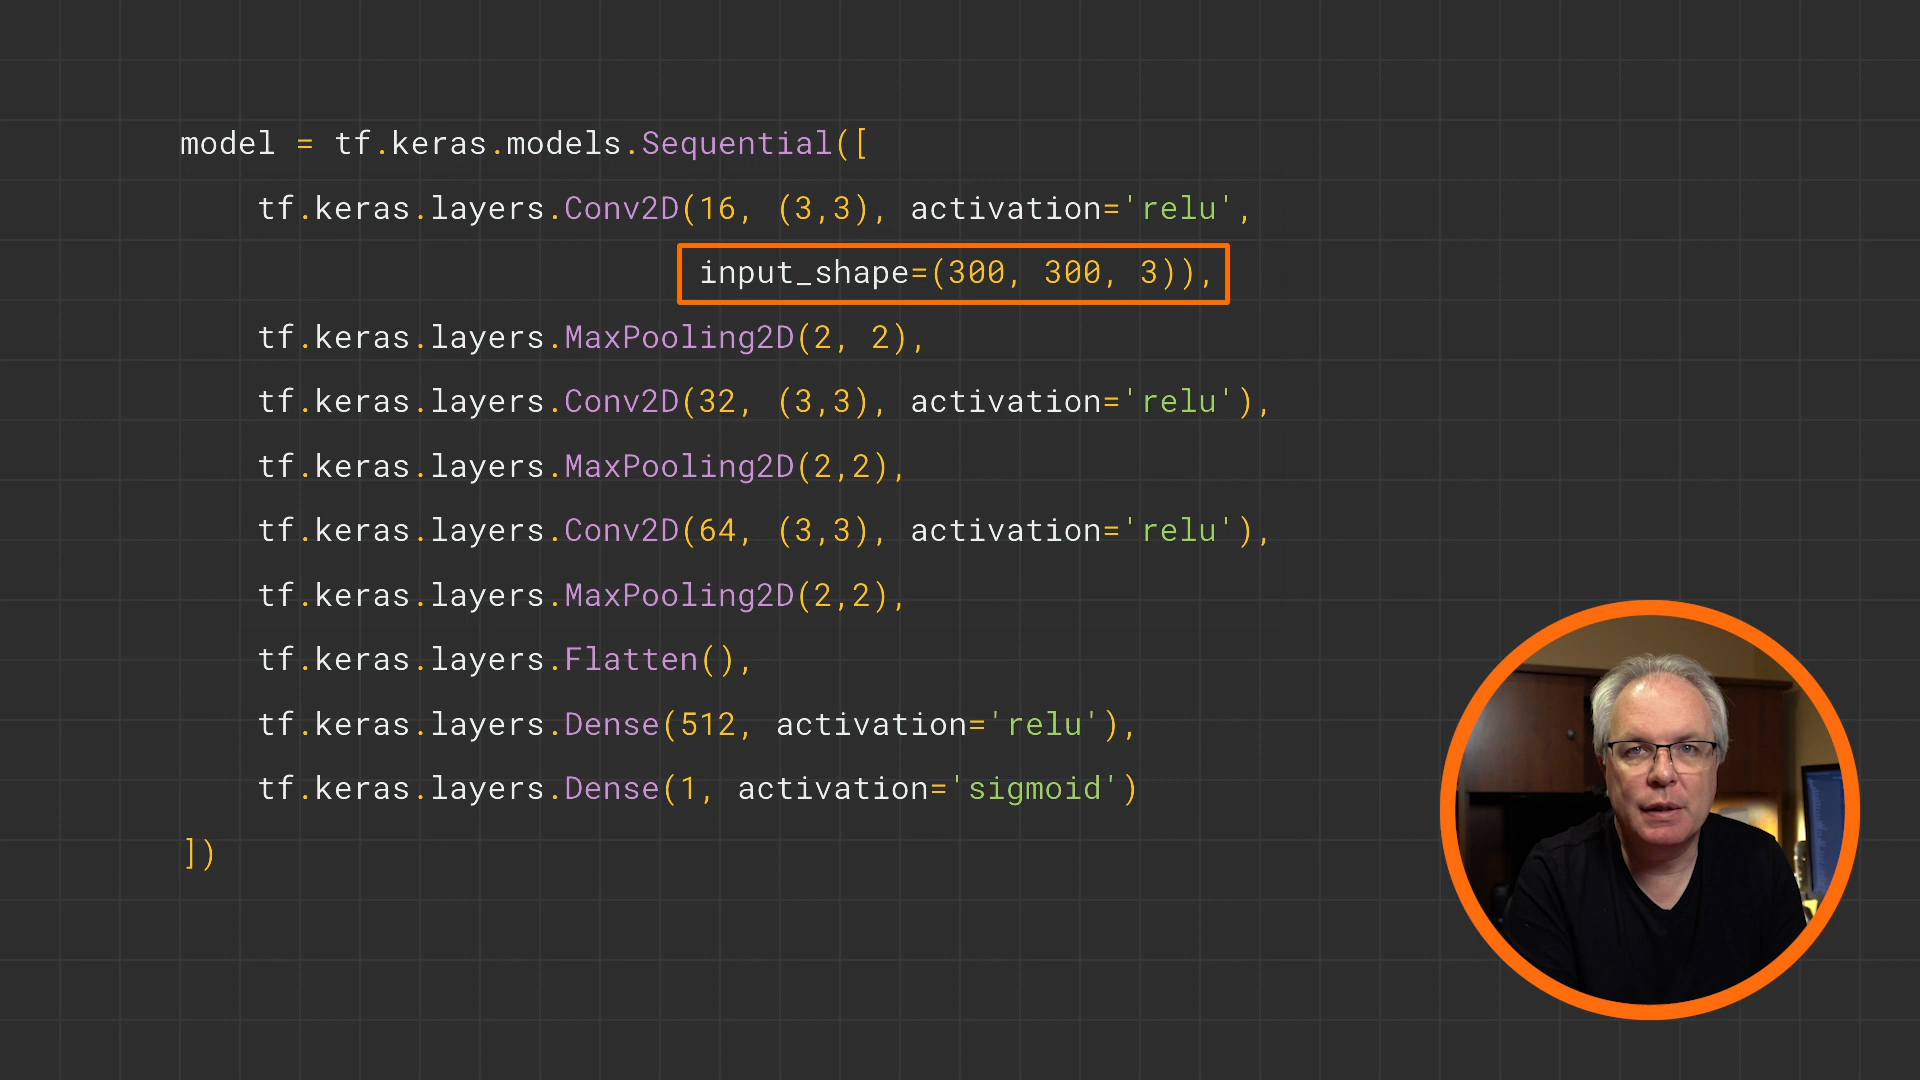 model = tf.keras.models.Sequential([
    tf.keras.layers.Conv2D(16, (3,3), activation='relu',
                           input_shape=(300, 300, 3)),
    tf.keras.layers.MaxPooling2D(2, 2),
    tf.keras.layers.Conv2D(32, (3,3), activation='relu'),
    tf.keras.layers.MaxPooling2D(2,2),
    tf.keras.layers.Conv2D(64, (3,3), activation='relu'),
    tf.keras.layers.MaxPooling2D(2,2),
    tf.keras.layers.Flatten(),
    tf.keras.layers.Dense(512, activation='relu'),
    tf.keras.layers.Dense(1, activation='sigmoid')
])